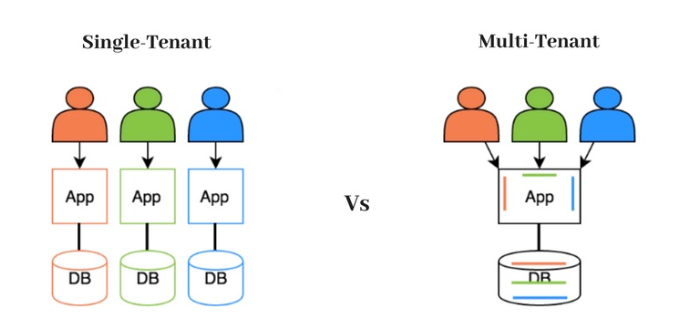 Single-Tenant
Multi-Tenant
App App App
Vs
App
DB DB DB
DB